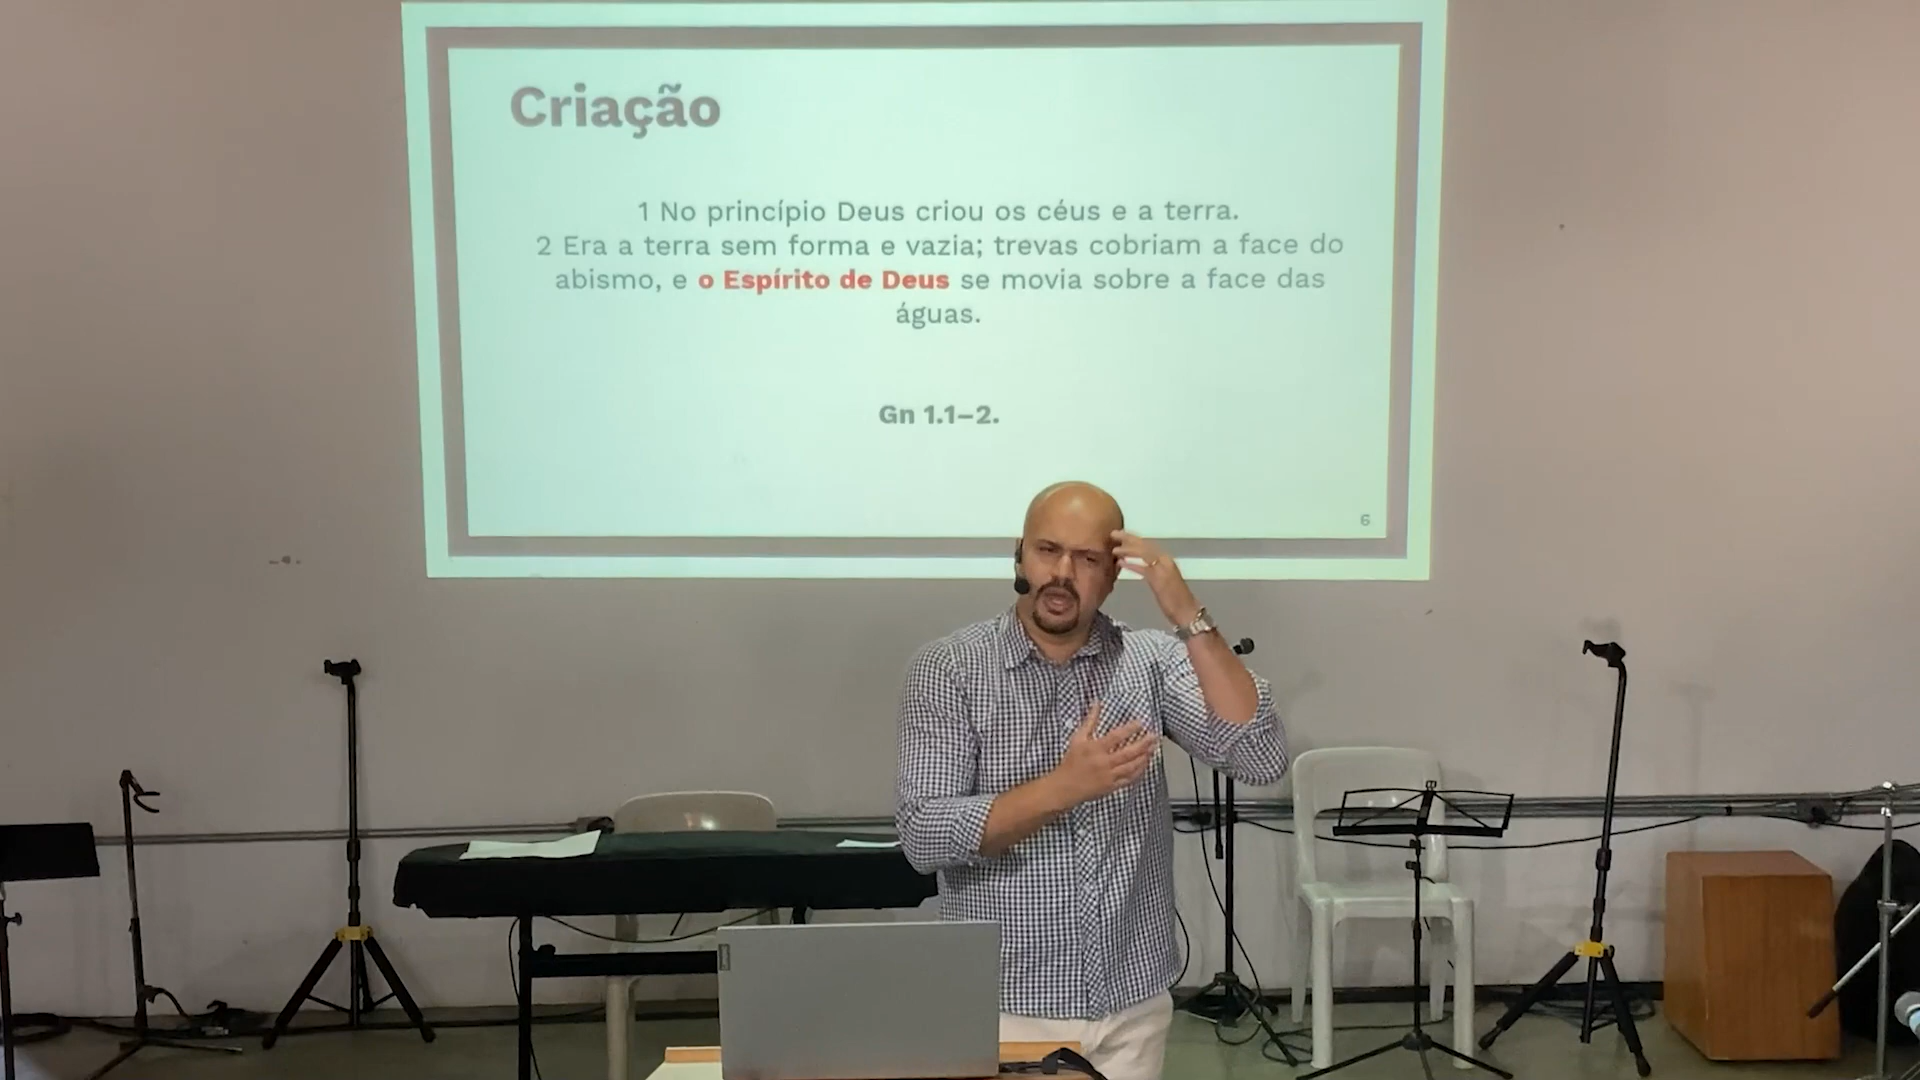 Criação
1 No princípio Deus criou os céus e a terra.
2 Era a terra sem forma e vazia; trevas cobriam a face do
abismo, e o Espírito de Deus se movia sobre a face das
águas.
Gn 1.1–2.
6